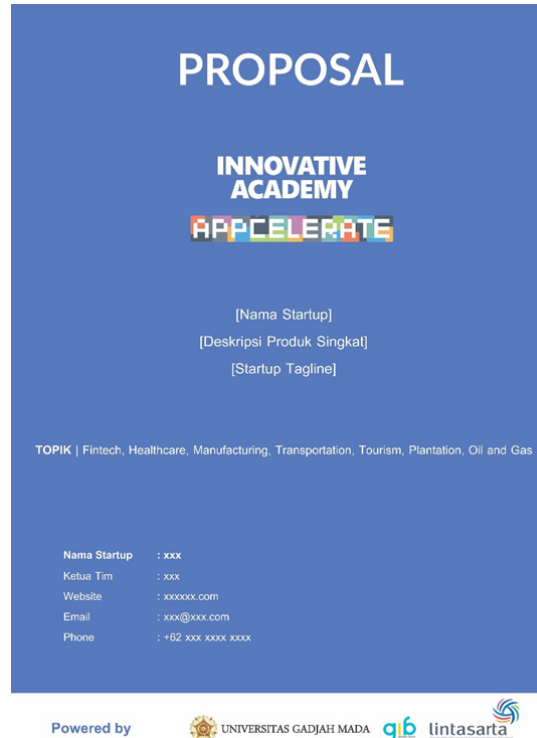 PROPOSAL
INNOVATIVE
ACADEMY
APPCELERATE
[Nama Startup]
[Deskripsi Produk Singkat]
[Startup Tagline]
TOPIK | Fintech, Healthcare, Manufacturing, Transportation, Tourism, Plantation, Oil and Gas
Nama Startup : xxx
Ketua Tim : xxx
Website : xxxxxx.com
Email : xxx@xxx.com
Phone : +62 xxx xxxx xxxx
Powered by UNIVERSITAS GADJAH MADA gib lintasarta